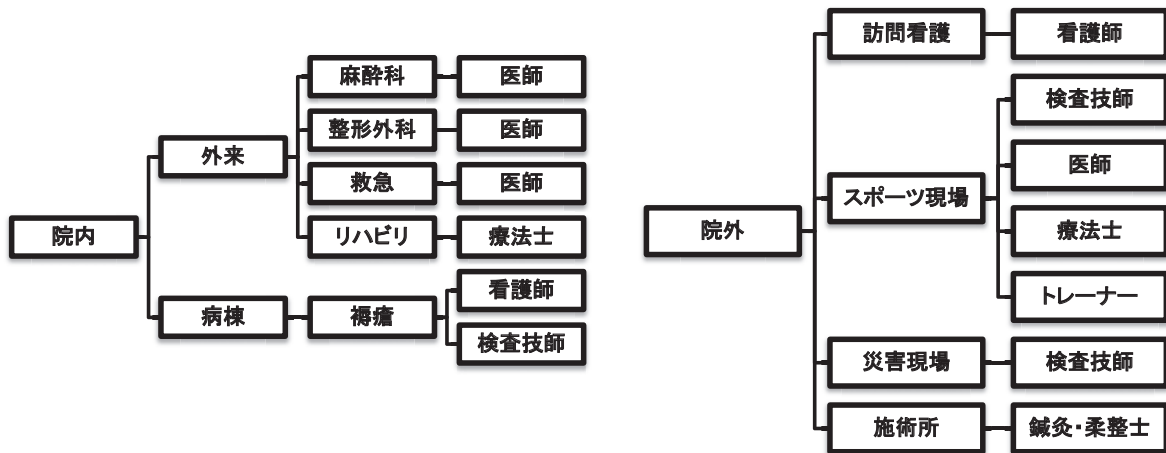 院内
外来
麻酔科
医師
整形外科
医師
救急
医師
リハビリ
療法士
病棟
褥瘡
看護師
検査技師
院外
訪問看護
看護師
スポーツ現場
検査技師
医師
療法士
トレーナー
災害現場
検査技師
施術所
鍼灸・柔整士